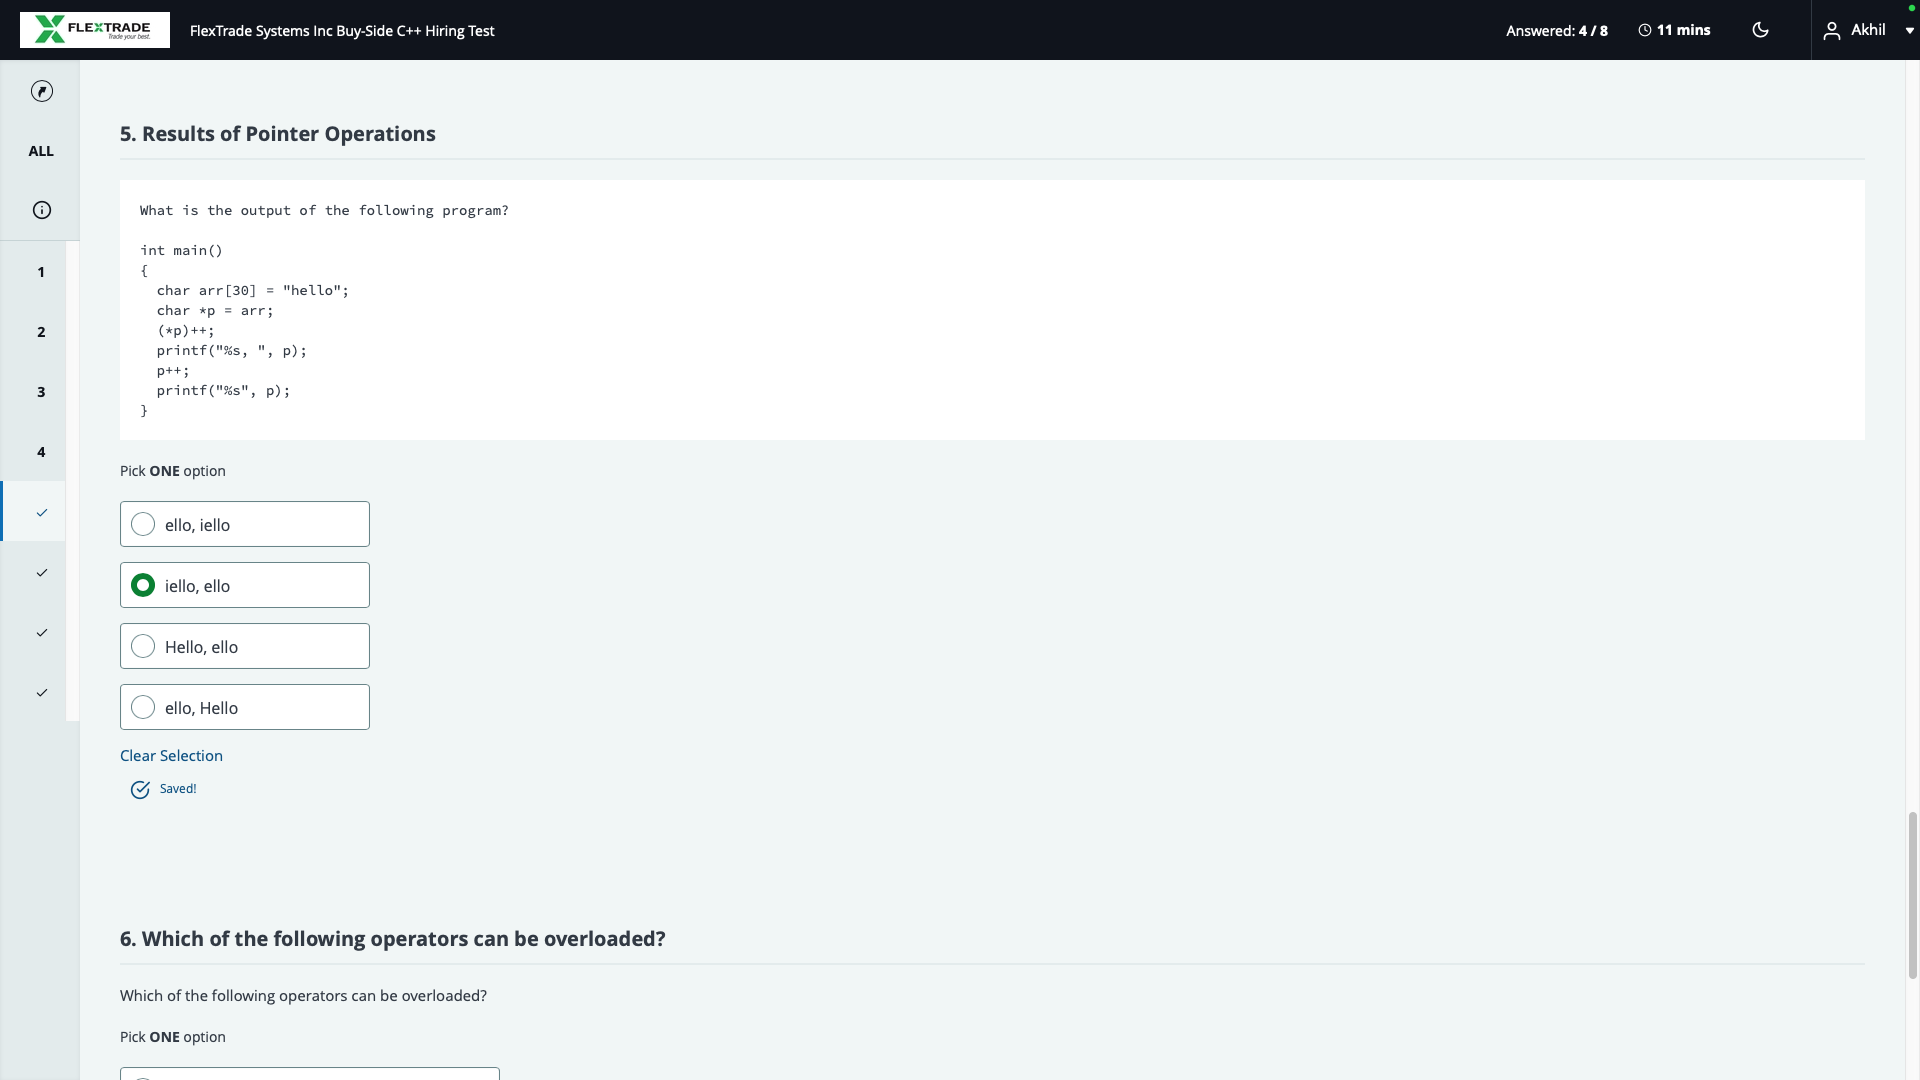 FLEXTRADE
Trade your best.
FlexTrade Systems Inc Buy-Side C++ Hiring Test
Answered: 4 / 8
11 mins
Akhil
ALL
1
2
3
4
5. Results of Pointer Operations
What is the output of the following program?
int main()
{
  char arr[30] = "hello";
  char *p = arr;
  (*p)++;
  printf("%s, ", p);
  p++;
  printf("%s", p);
}
Pick ONE option
ello, iello
iello, ello
Hello, ello
ello, Hello
Clear Selection
Saved!
6. Which of the following operators can be overloaded?
Which of the following operators can be overloaded?
Pick ONE option